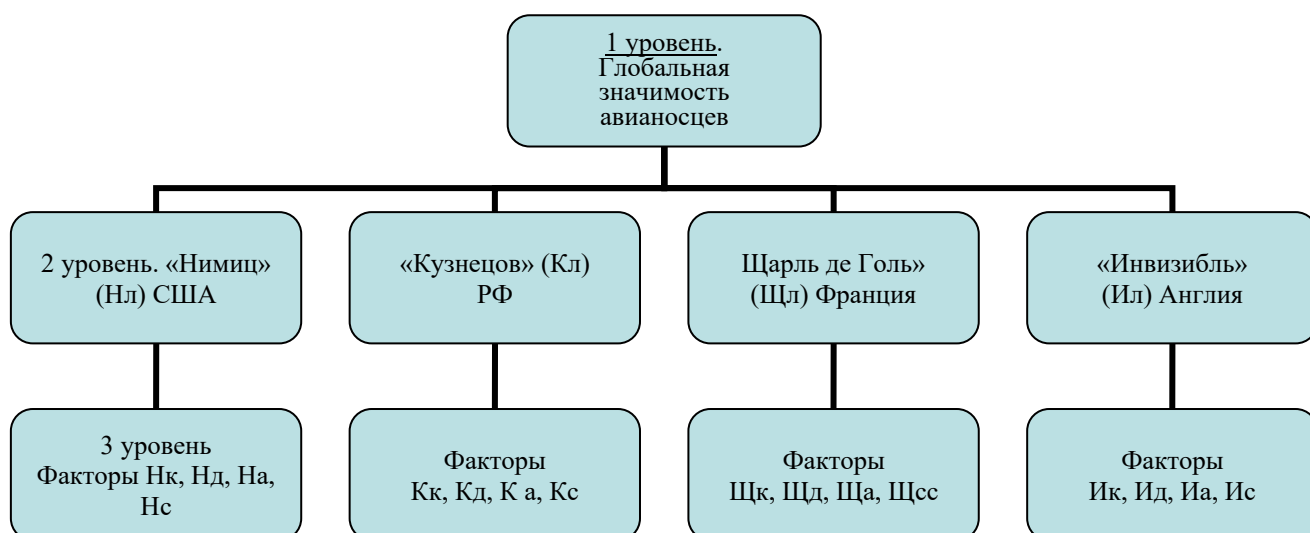 1 уровень.
Глобальная
значимость
авианосцев
2 уровень. «Нимиц»
(Нл) США
«Кузнецов» (Кл)
РФ
Щарль де Голь»
(Щл) Франция
«Инвизибль»
(Ил) Англия
3 уровень
Факторы Нк, Нд, На,
Нс
Факторы
Кк, Кд, К а, Кс
Факторы
Щк, Щд, Ща, Щсс
Факторы
Ик, Ид, Иа, Ис